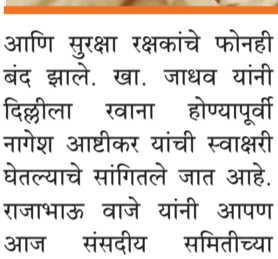 आणि सुरक्षा रक्षकांचे फोनही
बंद झाले. खा. जाधव यांनी
दिल्लीला रवाना होण्यापूर्वी
नागेश आष्टीकर यांची स्वाक्षरी
घेतल्याचे सांगितले जात आहे.
राजाभाऊ वाजे यांनी आपण
आज संसदीय समितीच्या